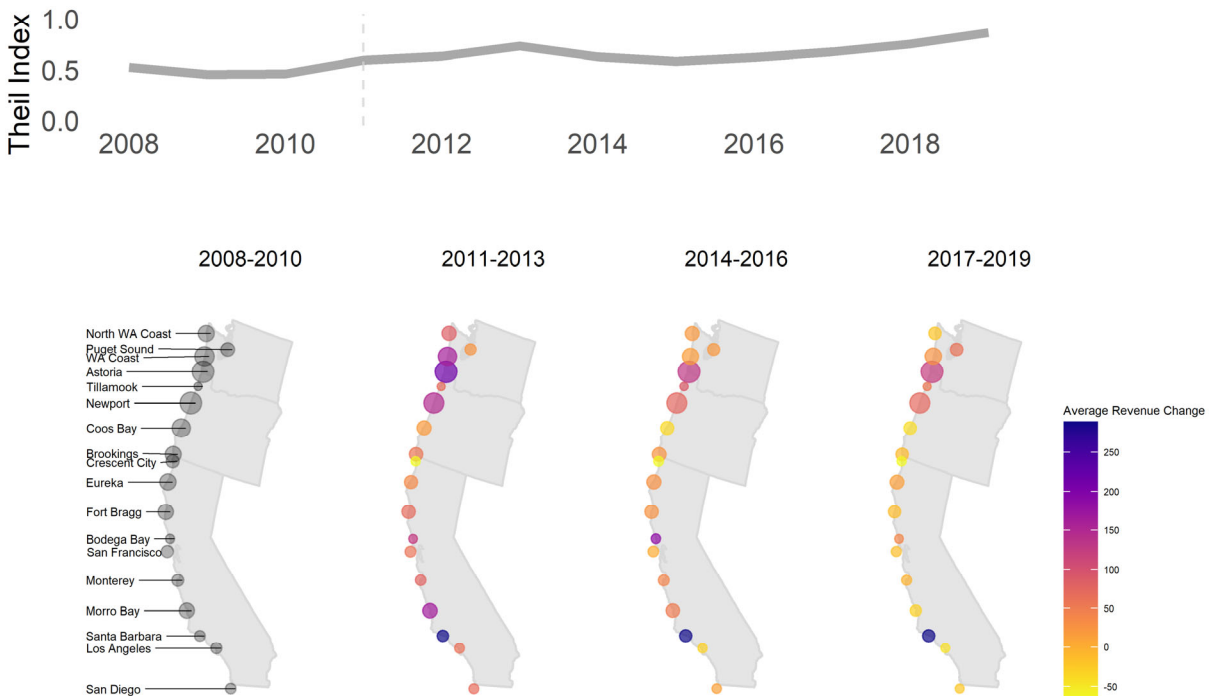 1.0
Theil Index
0.5
0.0
2008 2010 2012 2014 2016 2018
2008-2010 2011-2013 2014-2016 2017-2019
North WA Coast
Puget Sound
WA Coast
Astoria
Tillamook
Newport
Coos Bay
Brookings
Crescent City
Eureka
Fort Bragg
Bodega Bay
San Francisco
Monterey
Morro Bay
Santa Barbara
Los Angeles
San Diego
Average Revenue Change
250
200
150
100
50
0
-50